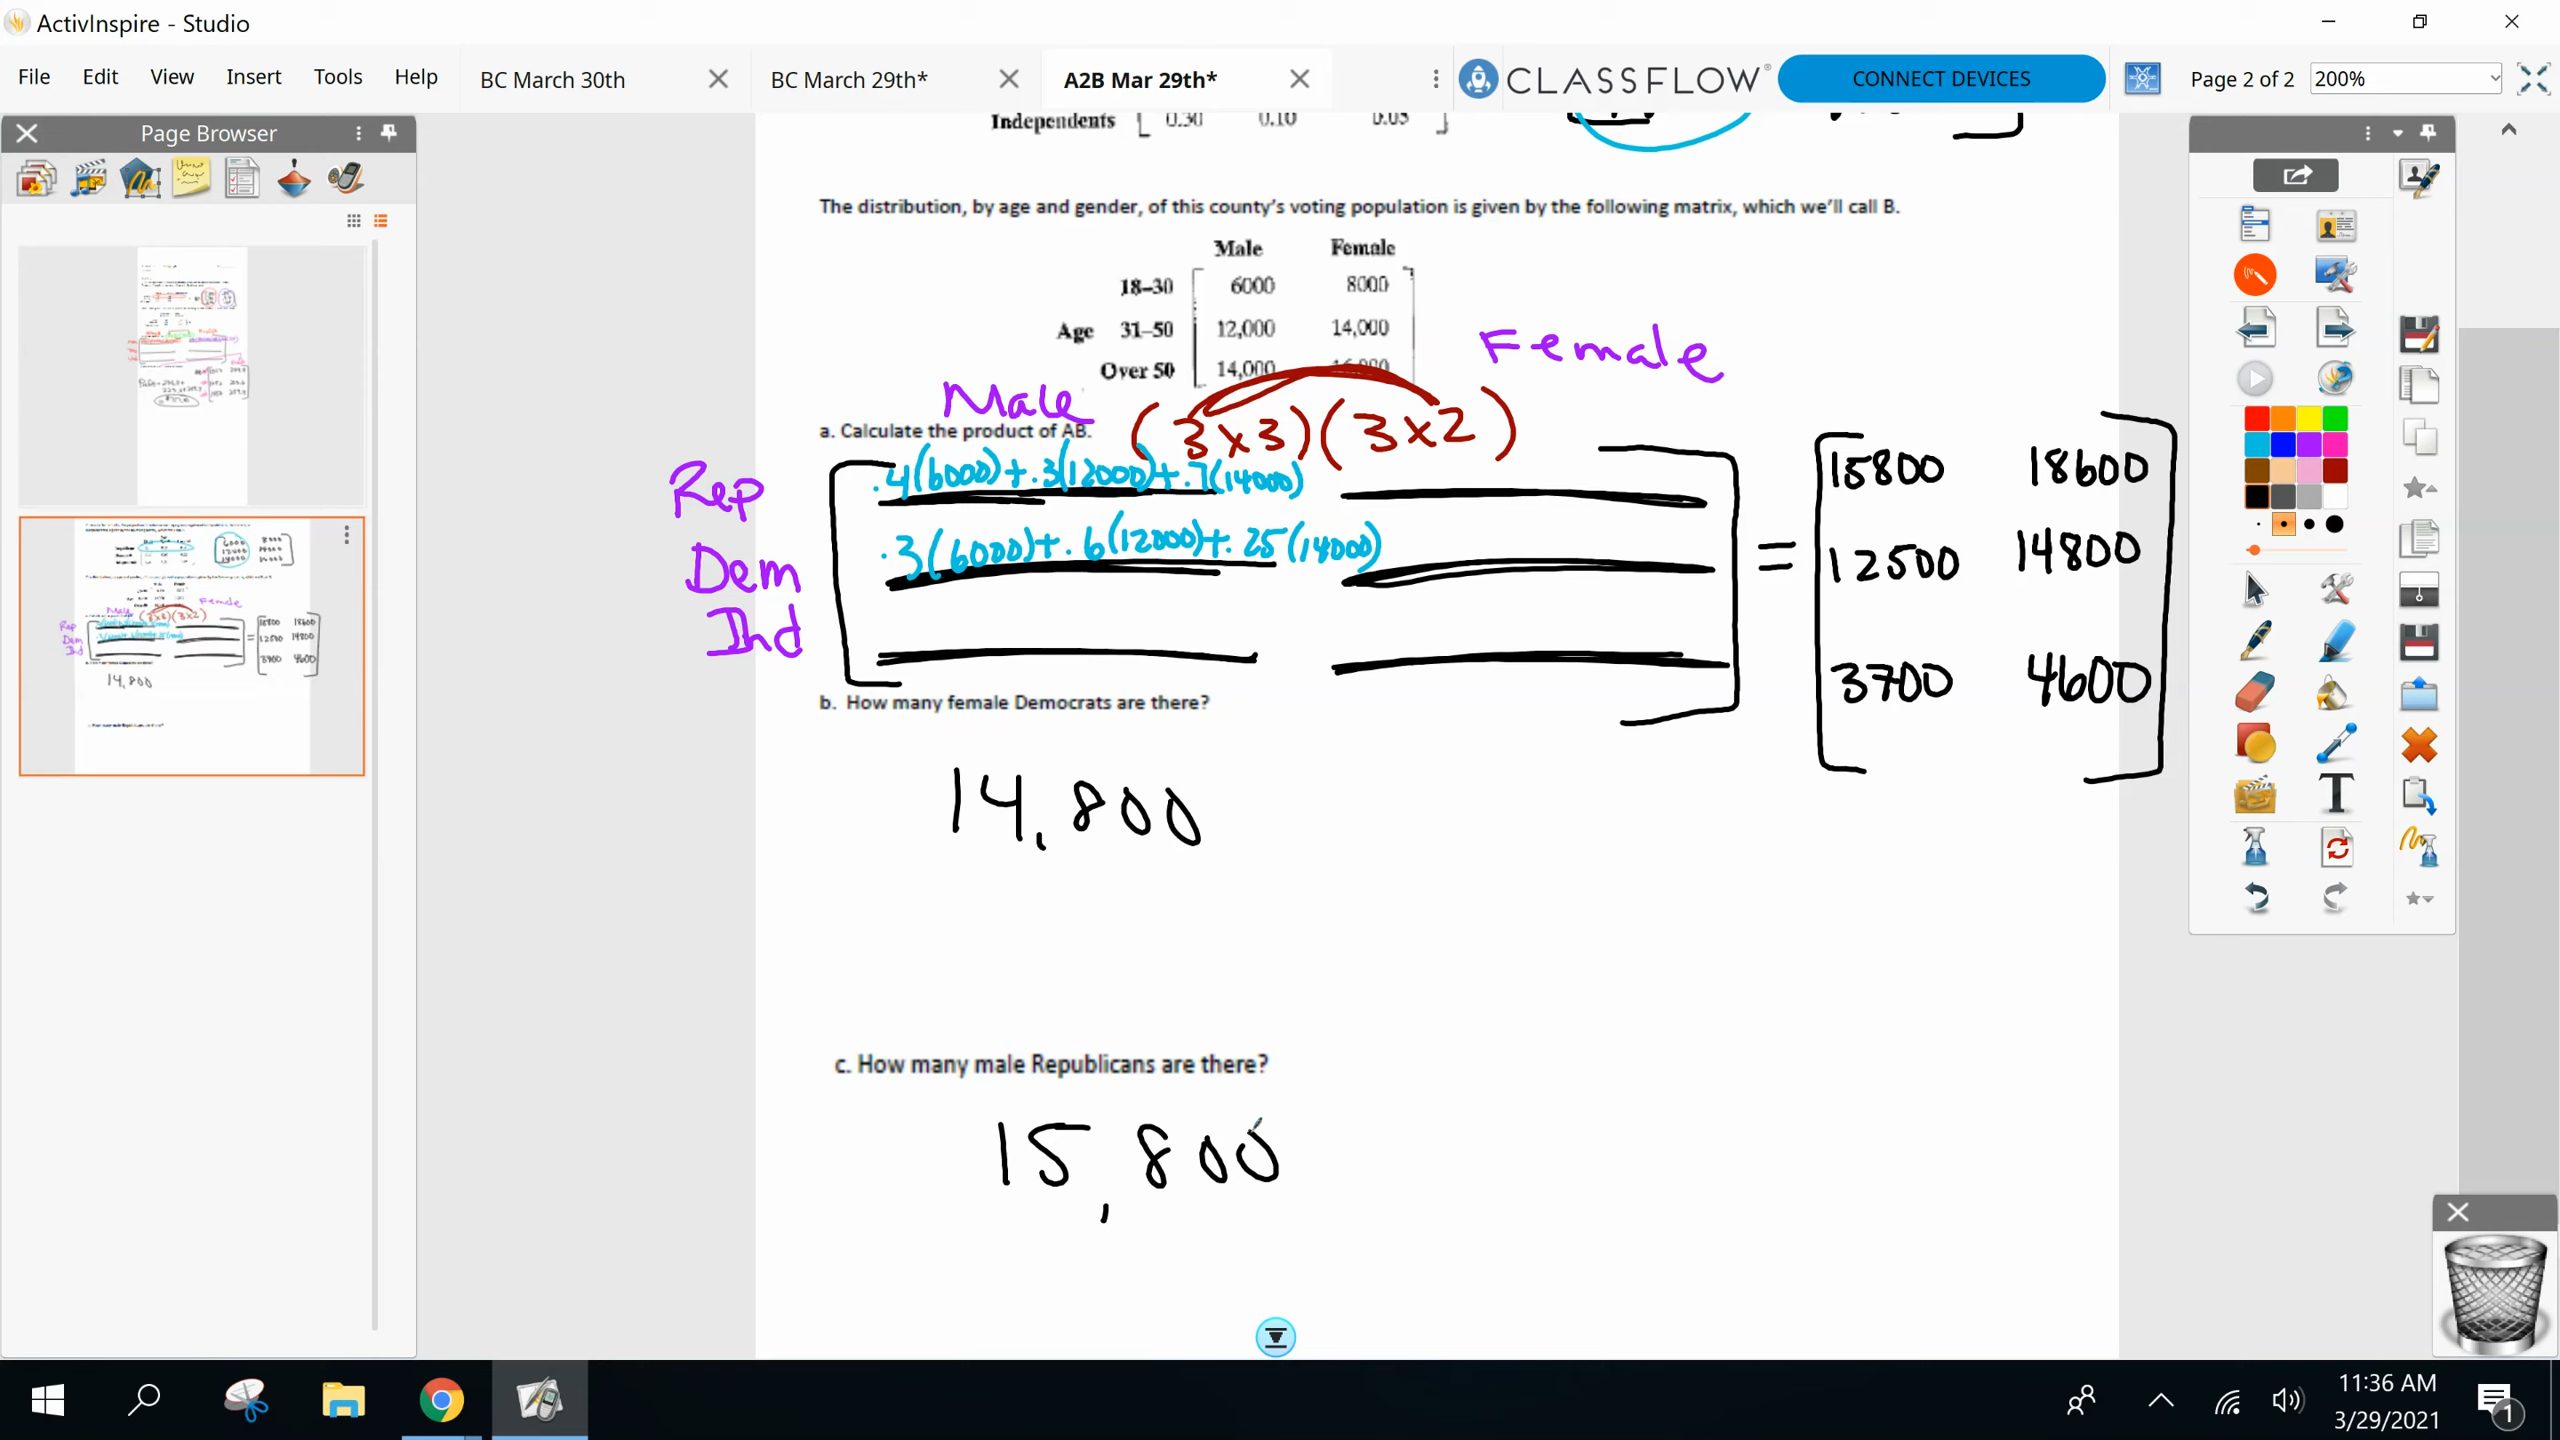 ActivInspire - Studio
File Edit View Insert Tools Help
BC March 30th
BC March 29th*
A2B Mar 29th*
CLASSFLOW
CONNECT DEVICES
Page 2 of 2
200%
Page Browser
Independents 0.30 0.10 0.05
The distribution, by age and gender, of this county's voting population is given by the following matrix, which we'll call B.
Male Female
18–30 6000 8000
Age 31–50 12,000 14,000
Over 50 14,000 16,000
Male Female
a. Calculate the product of AB. (3x3)(3x2)
Rep .4(6000)+.3(12000)+.7(14000)
Dem .3(6000)+.6(12000)+.25(14000)
Ind
= 15800 18600
12500 14800
3700 4600
b. How many female Democrats are there?
14,800
c. How many male Republicans are there?
15,800
11:36 AM
3/29/2021
1